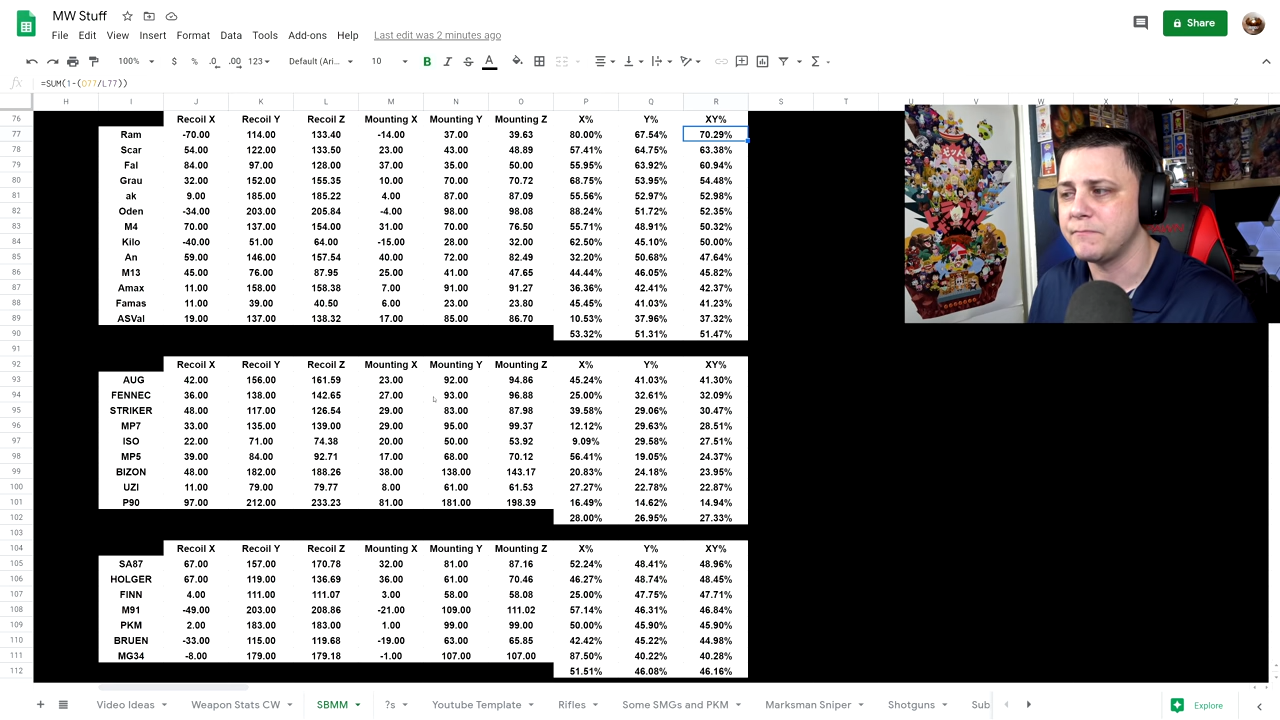 MW Stuff
Share
File Edit View Insert Format Data Tools Add-ons Help Last edit was 2 minutes ago
100% $ % .0 .00 123 Default (Ari... 10 B I S A
fx =SUM(1-(O77/L77))
H I J K L M N O P Q R S T U V W X Y Z
76 Recoil X Recoil Y Recoil Z Mounting X Mounting Y Mounting Z X% Y% XY%
77 Ram -70.00 114.00 133.40 -14.00 37.00 39.63 80.00% 67.54% 70.29%
78 Scar 54.00 122.00 133.50 23.00 43.00 48.89 57.41% 64.75% 63.38%
79 Fal 84.00 97.00 128.00 37.00 35.00 50.00 55.95% 63.92% 60.94%
80 Grau 32.00 152.00 155.35 10.00 70.00 70.72 68.75% 53.95% 54.48%
81 ak 9.00 185.00 185.22 4.00 87.00 87.09 55.56% 52.97% 52.98%
82 Oden -34.00 203.00 205.84 -4.00 98.00 98.08 88.24% 51.72% 52.35%
83 M4 70.00 137.00 154.00 31.00 70.00 76.50 55.71% 48.91% 50.32%
84 Kilo -40.00 51.00 64.00 -15.00 28.00 32.00 62.50% 45.10% 50.00%
85 An 59.00 146.00 157.54 40.00 72.00 82.49 32.20% 50.68% 47.64%
86 M13 45.00 76.00 87.95 25.00 41.00 47.65 44.44% 46.05% 45.82%
87 Amax 11.00 158.00 158.38 7.00 91.00 91.27 36.36% 42.41% 42.37%
88 Famas 11.00 39.00 40.50 6.00 23.00 23.80 45.45% 41.03% 41.23%
89 ASVal 19.00 137.00 138.32 17.00 85.00 86.70 10.53% 37.96% 37.32%
90 53.32% 51.31% 51.47%
91
92 Recoil X Recoil Y Recoil Z Mounting X Mounting Y Mounting Z X% Y% XY%
93 AUG 42.00 156.00 161.59 23.00 92.00 94.86 45.24% 41.03% 41.30%
94 FENNEC 36.00 138.00 142.65 27.00 93.00 96.88 25.00% 32.61% 32.09%
95 STRIKER 48.00 117.00 126.54 29.00 83.00 87.98 39.58% 29.06% 30.47%
96 MP7 33.00 135.00 139.00 29.00 95.00 99.37 12.12% 29.63% 28.51%
97 ISO 22.00 71.00 74.38 20.00 50.00 53.92 9.09% 29.58% 27.51%
98 MP5 39.00 84.00 92.71 17.00 68.00 70.12 56.41% 19.05% 24.37%
99 BIZON 48.00 182.00 188.26 38.00 138.00 143.17 20.83% 24.18% 23.95%
100 UZI 11.00 79.00 79.77 8.00 61.00 61.53 27.27% 22.78% 22.87%
101 P90 97.00 212.00 233.23 81.00 181.00 198.39 16.49% 14.62% 14.94%
102 28.00% 26.95% 27.33%
103
104 Recoil X Recoil Y Recoil Z Mounting X Mounting Y Mounting Z X% Y% XY%
105 SA87 67.00 157.00 170.78 32.00 81.00 87.16 52.24% 48.41% 48.96%
106 HOLGER 67.00 119.00 136.69 36.00 61.00 70.46 46.27% 48.74% 48.45%
107 FINN 4.00 111.00 111.07 3.00 58.00 58.08 25.00% 47.75% 47.71%
108 M91 -49.00 203.00 208.86 -21.00 109.00 111.02 57.14% 46.31% 46.84%
109 PKM 2.00 183.00 183.00 1.00 99.00 99.00 50.00% 45.90% 45.90%
110 BRUEN -33.00 115.00 119.68 -19.00 63.00 65.85 42.42% 45.22% 44.98%
111 MG34 -8.00 179.00 179.18 -1.00 107.00 107.00 87.50% 40.22% 40.28%
112 51.51% 46.08% 46.16%
Video Ideas Weapon Stats CW SBMM ?s Youtube Template Rifles Some SMGs and PKM Marksman Sniper Shotguns Sub Explore